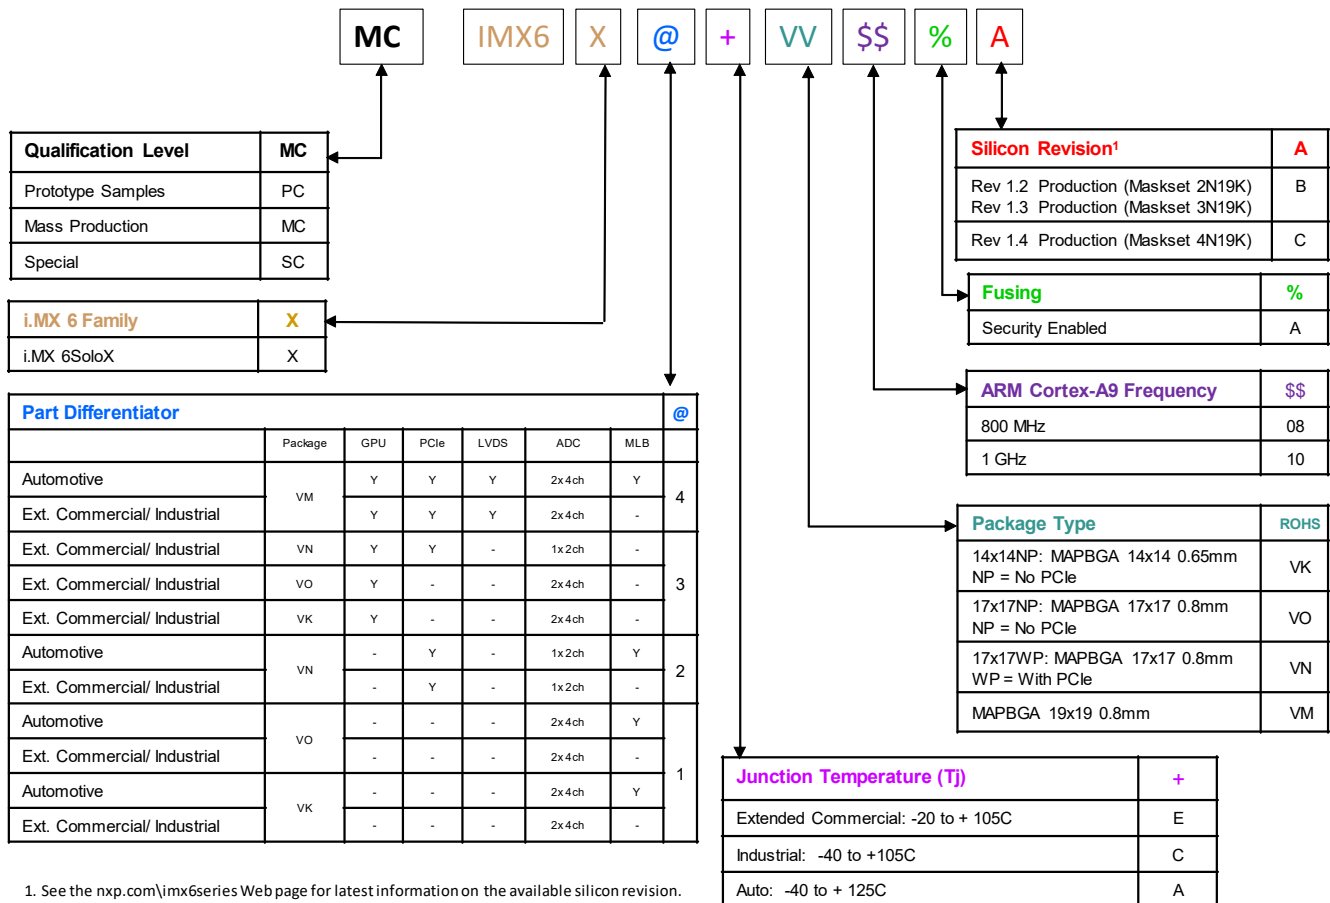 MC IMX6 X @ + VV $$ % A
Qualification Level MC
Prototype Samples PC
Mass Production MC
Special SC
i.MX 6 Family X
i.MX 6SoloX X
Part Differentiator @
Package GPU PCIe LVDS ADC MLB
Automotive VM Y Y Y 2x4ch Y 4
Ext. Commercial/ Industrial Y Y Y 2x4ch -
Ext. Commercial/ Industrial VN Y Y - 1x2ch - 3
Ext. Commercial/ Industrial VO Y - - 2x4ch -
Ext. Commercial/ Industrial VK Y - - 2x4ch -
Automotive VN - Y - 1x2ch Y 2
Ext. Commercial/ Industrial - Y - 1x2ch -
Automotive VO - - - 2x4ch Y 1
Ext. Commercial/ Industrial - - - 2x4ch -
Automotive VK - - - 2x4ch Y
Ext. Commercial/ Industrial - - - 2x4ch -
Silicon Revision¹ A
Rev 1.2 Production (Maskset 2N19K) B
Rev 1.3 Production (Maskset 3N19K)
Rev 1.4 Production (Maskset 4N19K) C
Fusing %
Security Enabled A
ARM Cortex-A9 Frequency $$
800 MHz 08
1 GHz 10
Package Type ROHS
14x14NP: MAPBGA 14x14 0.65mm VK
NP = No PCIe
17x17NP: MAPBGA 17x17 0.8mm VO
NP = No PCIe
17x17WP: MAPBGA 17x17 0.8mm VN
WP = With PCIe
MAPBGA 19x19 0.8mm VM
Junction Temperature (Tj) +
Extended Commercial: -20 to + 105C E
Industrial: -40 to +105C C
Auto: -40 to + 125C A
1. See the nxp.com\imx6series Web page for latest information on the available silicon revision.